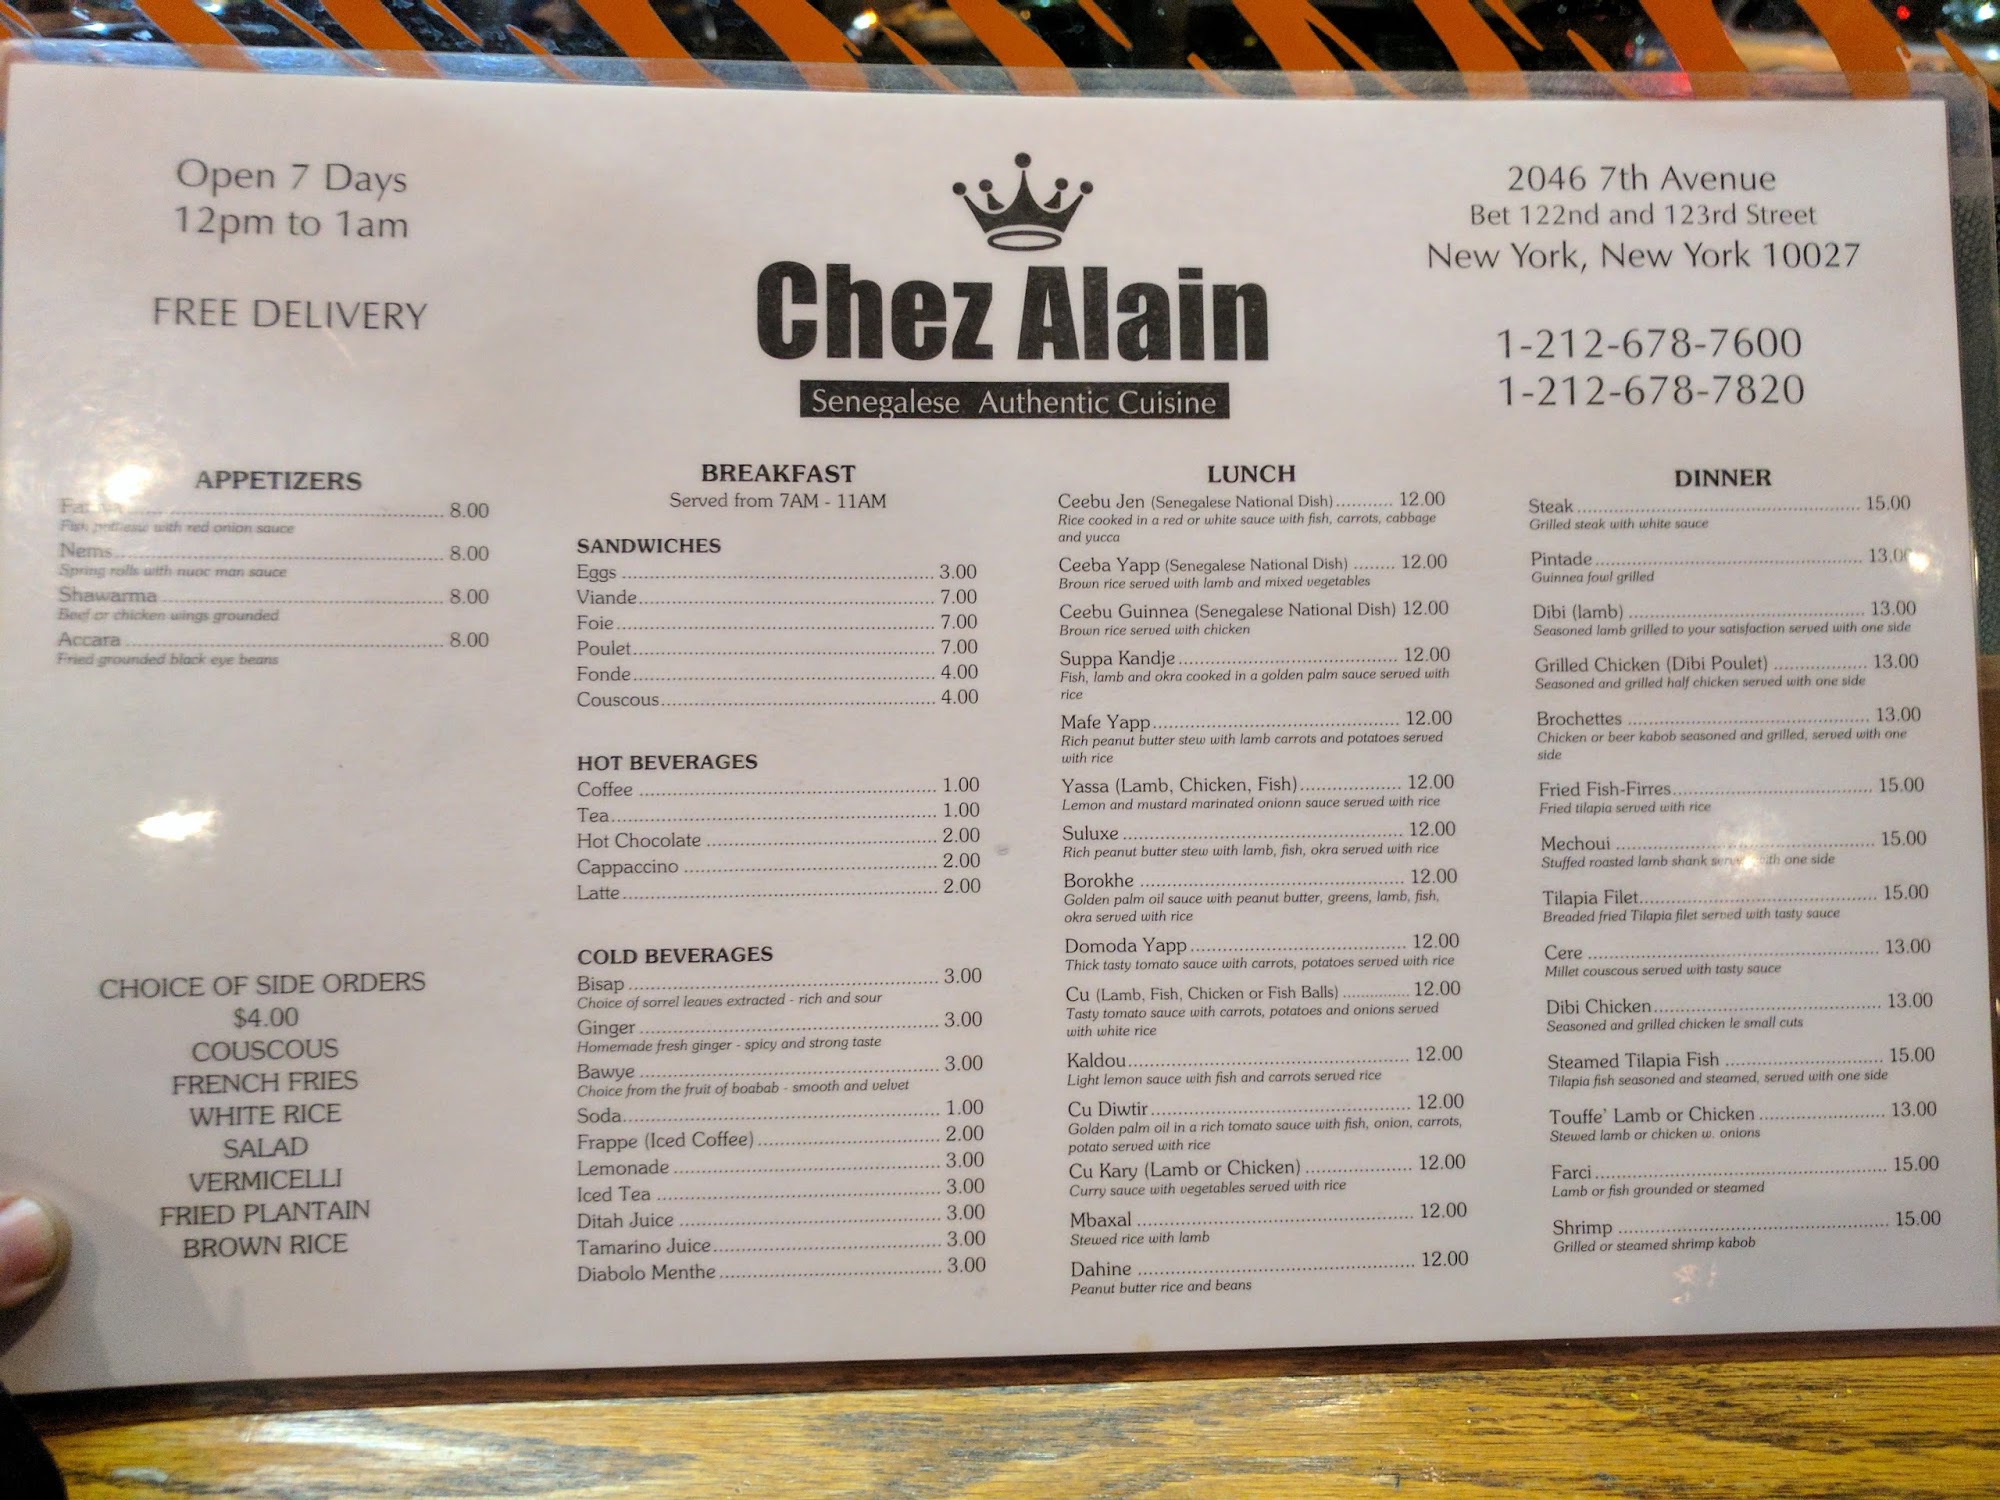 Open 7 Days
12pm to 1am
FREE DELIVERY
Chez Alain
Senegalese Authentic Cuisine
2046 7th Avenue
Bet 122nd and 123rd Street
New York, New York 10027
1-212-678-7600
1-212-678-7820
APPETIZERS
8.00
Fish with red onion sauce
Nems 8.00
Spring rolls with nuoc man sauce
Shawarma 8.00
Beef or chicken wings grounded
Accara 8.00
Fried grounded black eye beans
CHOICE OF SIDE ORDERS
$4.00
COUSCOUS
FRENCH FRIES
WHITE RICE
SALAD
VERMICELLI
FRIED PLANTAIN
BROWN RICE
BREAKFAST
Served from 7AM - 11AM
SANDWICHES
Eggs 3.00
Viande 7.00
Foie 7.00
Poulet 7.00
Fonde 4.00
Couscous 4.00
HOT BEVERAGES
Coffee 1.00
Tea 1.00
Hot Chocolate 2.00
Cappaccino 2.00
Latte 2.00
COLD BEVERAGES
Bisap 3.00
Choice of sorrel leaves extracted - rich and sour
Ginger 3.00
Homemade fresh ginger - spicy and strong taste
Bawye 3.00
Choice from the fruit of boabab - smooth and velvet
Soda 1.00
Frappe (Iced Coffee) 2.00
Lemonade 3.00
Iced Tea 3.00
Ditah Juice 3.00
Tamarino Juice 3.00
Diabolo Menthe 3.00
LUNCH
Ceebu Jen (Senegalese National Dish) 12.00
Rice cooked in a red or white sauce with fish, carrots, cabbage
and yucca
Ceeba Yapp (Senegalese National Dish) 12.00
Brown rice served with lamb and mixed vegetables
Ceebu Guinnea (Senegalese National Dish) 12.00
Brown rice served with chicken
Suppa Kandje 12.00
Fish, lamb and okra cooked in a golden palm sauce served with
rice
Mafe Yapp 12.00
Rich peanut butter stew with lamb carrots and potatoes served
with rice
Yassa (Lamb, Chicken, Fish) 12.00
Lemon and mustard marinated onionn sauce served with rice
Suluxe 12.00
Rich peanut butter stew with lamb, fish, okra served with rice
Borokhe 12.00
Golden palm oil sauce with peanut butter, greens, lamb, fish,
okra served with rice
Domoda Yapp 12.00
Thick tasty tomato sauce with carrots, potatoes served with rice
Cu (Lamb, Fish, Chicken or Fish Balls) 12.00
Tasty tomato sauce with carrots, potatoes and onions served
with white rice
Kaldou 12.00
Light lemon sauce with fish and carrots served rice
Cu Diwtir 12.00
Golden palm oil in a rich tomato sauce with fish, onion, carrots,
potato served with rice
Cu Kary (Lamb or Chicken) 12.00
Curry sauce with vegetables served with rice
Mbaxal 12.00
Stewed rice with lamb
Dahine 12.00
Peanut butter rice and beans
DINNER
Steak 15.00
Grilled steak with white sauce
Pintade 13.00
Guinnea fowl grilled
Dibi (lamb) 13.00
Seasoned lamb grilled to your satisfaction served with one side
Grilled Chicken (Dibi Poulet) 13.00
Seasoned and grilled half chicken served with one side
Brochettes 13.00
Chicken or beer kabob seasoned and grilled, served with one
side
Fried Fish-Firres 15.00
Fried tilapia served with rice
Mechoui 15.00
Stuffed roasted lamb shank served with one side
Tilapia Filet 15.00
Breaded fried Tilapia filet served with tasty sauce
Cere 13.00
Millet couscous served with tasty sauce
Dibi Chicken 13.00
Seasoned and grilled chicken le small cuts
Steamed Tilapia Fish 15.00
Tilapia fish seasoned and steamed, served with one side
Touffe' Lamb or Chicken 13.00
Stewed lamb or chicken w. onions
Farci 15.00
Lamb or fish grounded or steamed
Shrimp 15.00
Grilled or steamed shrimp kabob